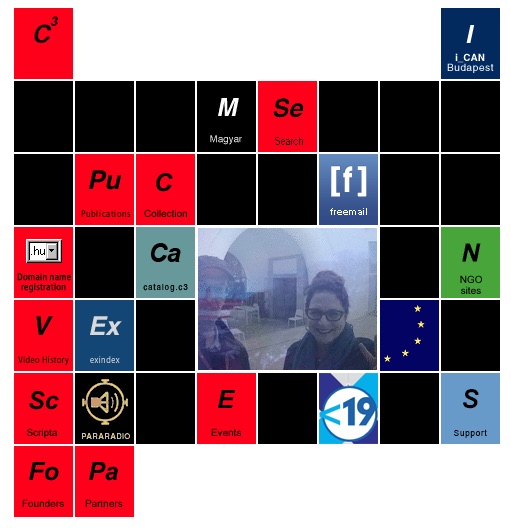 C3
I
i_CAN
Budapest
M
Magyar
Se
Search
Pu
Publications
C
Collection
[f]
freemail
.hu
Domain name
registration
Ca
catalog.c3
N
NGO
sites
V
Video History
Ex
exindex
Sc
Scripta
PARARADIO
E
Events
<19
S
Support
Fo
Founders
Pa
Partners